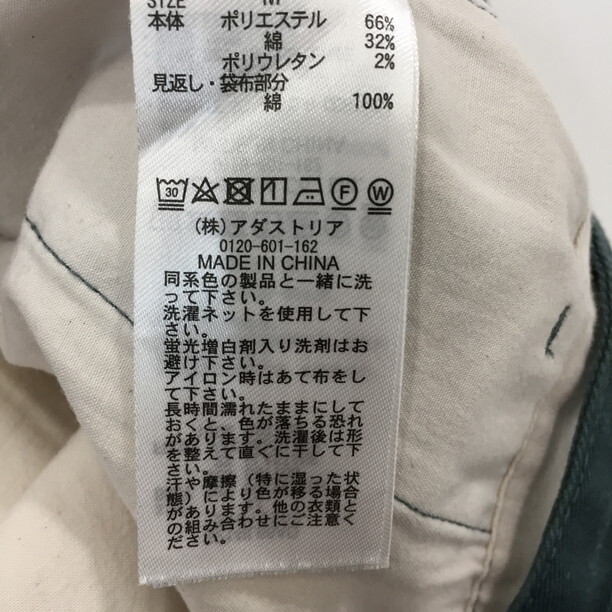 SIZE M
本体 ポリエステル 66%
綿 32%
ポリウレタン 2%
見返し・袋布部分
綿 100%
30 F W
(株)アダストリア
0120-601-162
MADE IN CHINA
同系色の製品と一緒に洗
って下さい。
洗濯ネットを使用して下
さい。
蛍光増白剤入り洗剤はお
避け下さい。
アイロン時はあて布をし
て下さい。
長時間濡れたままにして
おくと、色が落ちる恐れ
があります。洗濯後は形
を整えて直ぐに干して下
さい。
汗や摩擦(特に湿った状
態)により色が移る場合
があります。他の衣類と
の組み合わせにご注意く
ださい。